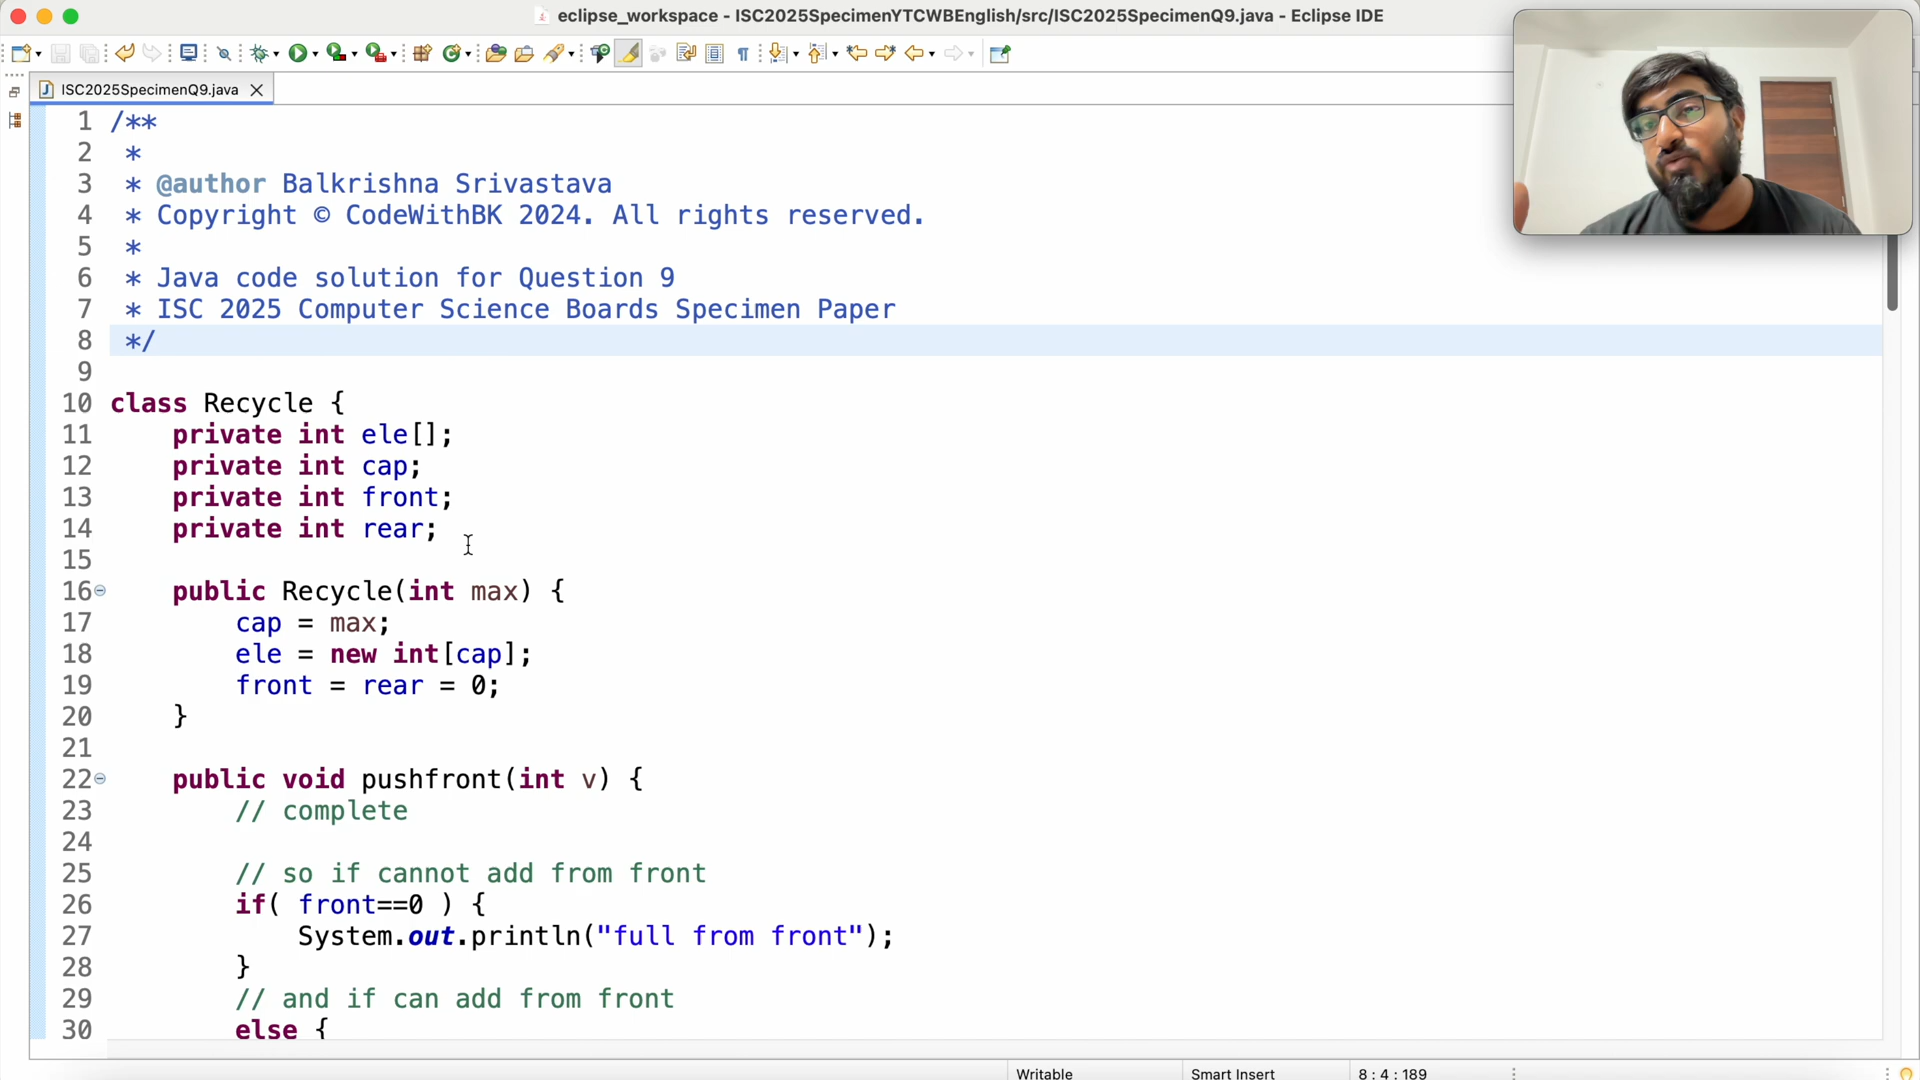 eclipse_workspace - ISC2025SpecimenYTCWBEnglish/src/ISC2025SpecimenQ9.java - Eclipse IDE
ISC2025SpecimenQ9.java
1 /**
2 *
3 * @author Balkrishna Srivastava
4 * Copyright © CodeWithBK 2024. All rights reserved.
5 *
6 * Java code solution for Question 9
7 * ISC 2025 Computer Science Boards Specimen Paper
8 */
9
10 class Recycle {
11 private int ele[];
12 private int cap;
13 private int front;
14 private int rear;
15
16 public Recycle(int max) {
17 cap = max;
18 ele = new int[cap];
19 front = rear = 0;
20 }
21
22 public void pushfront(int v) {
23 // complete
24
25 // so if cannot add from front
26 if( front==0 ) {
27 System.out.println("full from front");
28 }
29 // and if can add from front
30 else {
Writable Smart Insert 8 : 4 : 189